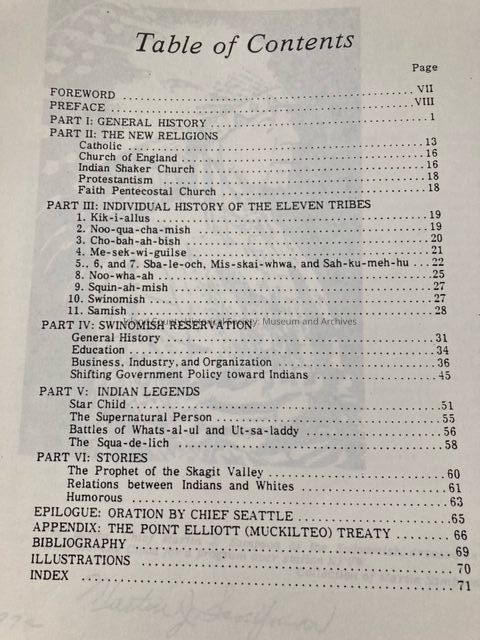 Table of Contents
Page
FOREWORD ........ VII
PREFACE ........ VIII
PART I: GENERAL HISTORY ........ 1
PART II: THE NEW RELIGIONS
Catholic ........ 13
Church of England ........ 16
Indian Shaker Church ........ 16
Protestantism ........ 18
Faith Pentecostal Church ........ 18
PART III: INDIVIDUAL HISTORY OF THE ELEVEN TRIBES
1. Kik-i-allus ........ 19
2. Noo-qua-cha-mish ........ 19
3. Cho-bah-ah-bish ........ 20
4. Me-sek-wi-guilse ........ 21
5.. 6, and 7. Sba-le-och, Mis-skai-whwa, and Sah-ku-meh-hu ... 22
8. Noo-wha-ah ........ 25
9. Squin-ah-mish ........ 27
10. Swinomish ........ 27
11. Samish ........ 28
Historical Society: Museum and Archives
PART IV: SWINOMISH RESERVATION
General History ........ 31
Education ........ 34
Business, Industry, and Organization ........ 36
Shifting Government Policy toward Indians ........ 45
PART V: INDIAN LEGENDS
Star Child ........ 51
The Supernatural Person ........ 55
Battles of Whats-al-ul and Ut-sa-laddy ........ 56
The Squa-de-lich ........ 58
PART VI: STORIES
The Prophet of the Skagit Valley ........ 60
Relations between Indians and Whites ........ 61
Humorous ........ 63
EPILOGUE: ORATION BY CHIEF SEATTLE ........ 65
APPENDIX: THE POINT ELLIOTT (MUCKILTEO) TREATY ........ 66
BIBLIOGRAPHY ........ 69
ILLUSTRATIONS ........ 70
INDEX ........ 71